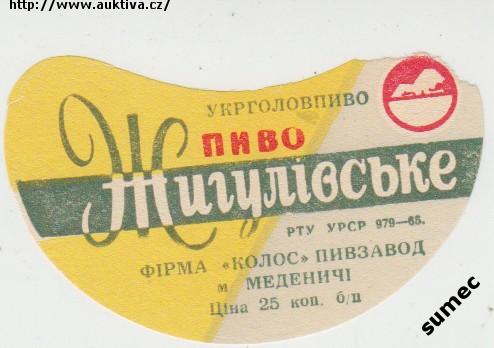 http://www.auktiva.cz/
УКРГОЛОВПИВО
ПИВО
Жигулівське
РТУ УРСР 979—65.
ФІРМА «КОЛОС» ПИВЗАВОД
м МЕДЕНИЧІ
Ціна 25 коп. б/п
sumec